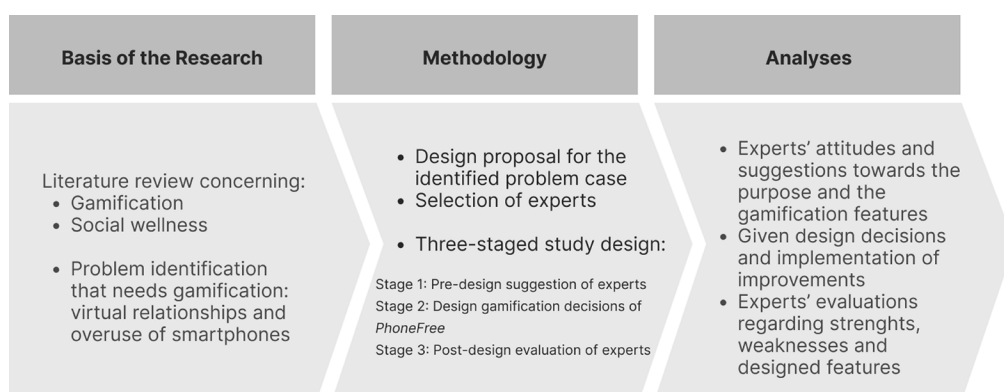 Basis of the Research
Literature review concerning:
• Gamification
• Social wellness
• Problem identification
that needs gamification:
virtual relationships and
overuse of smartphones
Methodology
• Design proposal for the
identified problem case
• Selection of experts
• Three-staged study design:
Stage 1: Pre-design suggestion of experts
Stage 2: Design gamification decisions of
PhoneFree
Stage 3: Post-design evaluation of experts
Analyses
• Experts’ attitudes and
suggestions towards the
purpose and the
gamification features
• Given design decisions
and implementation of
improvements
• Experts’ evaluations
regarding strenghts,
weaknesses and
designed features